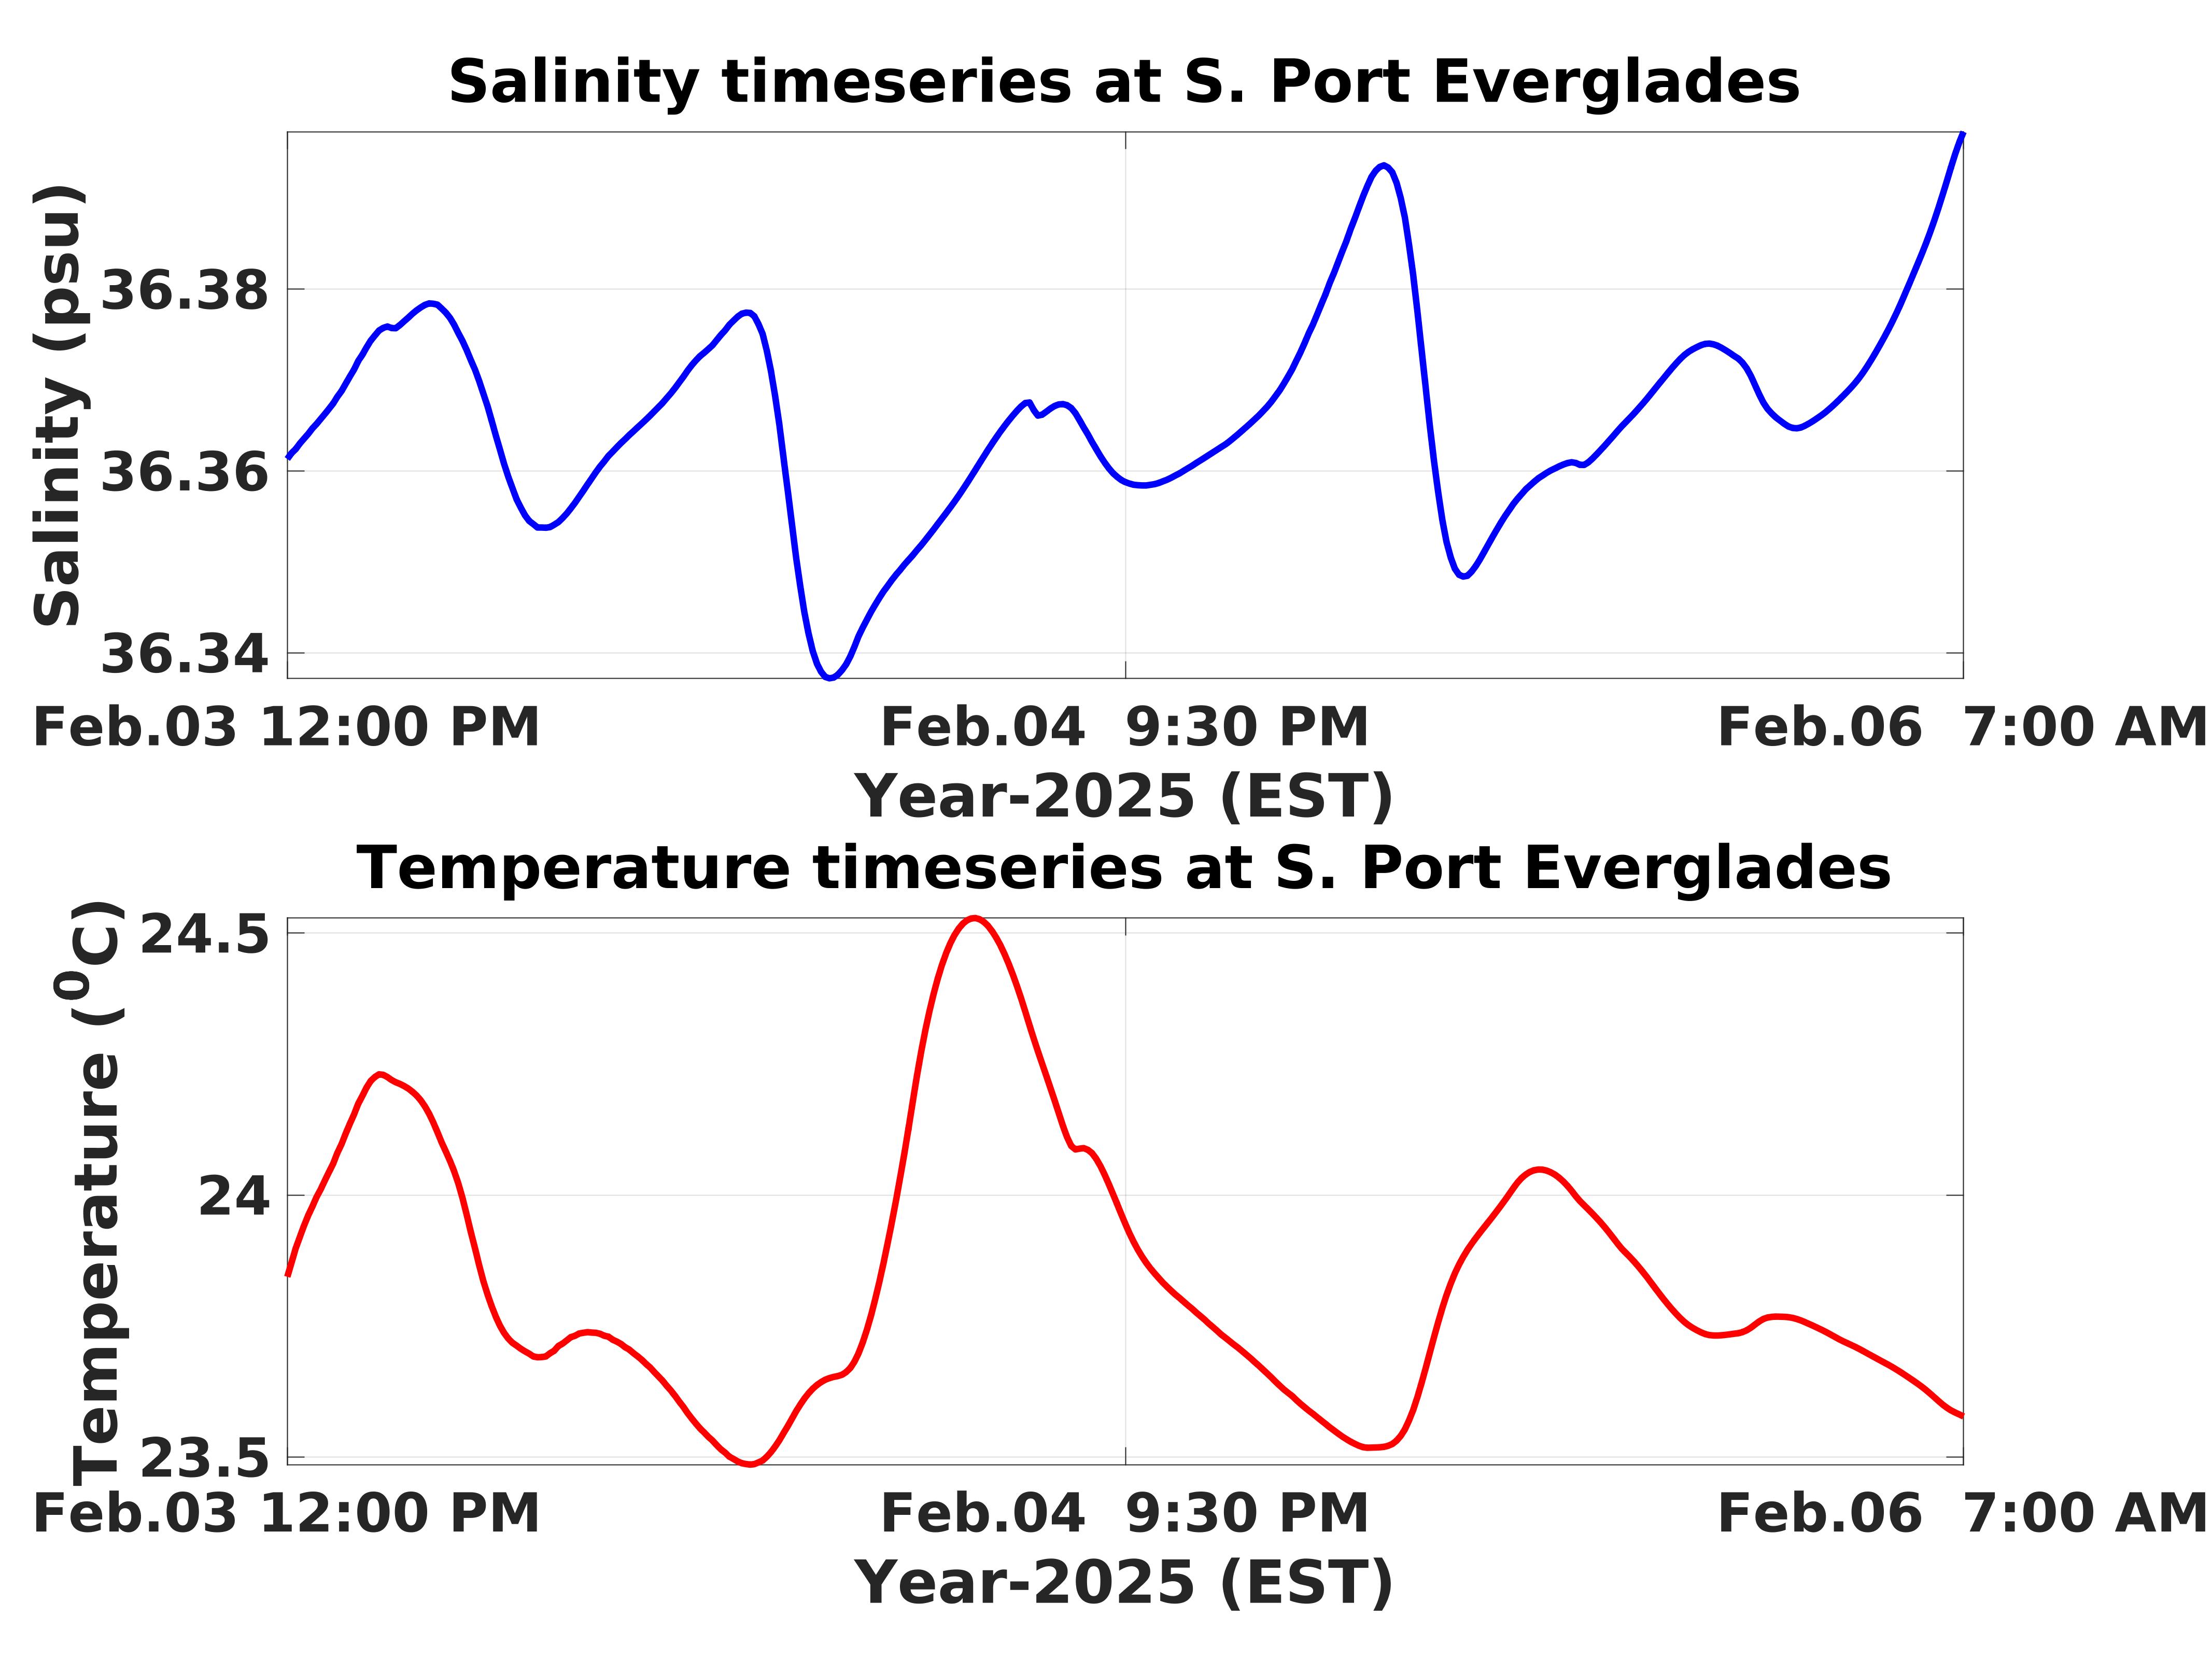 Salinity timeseries at S. Port Everglades
Salinity (psu)
36.38
36.36
36.34
Feb.03 12:00 PM
Feb.04  9:30 PM
Feb.06  7:00 AM
Year-2025 (EST)
Temperature timeseries at S. Port Everglades
Temperature (⁰C)
24.5
24
23.5
Feb.03 12:00 PM
Feb.04  9:30 PM
Feb.06  7:00 AM
Year-2025 (EST)